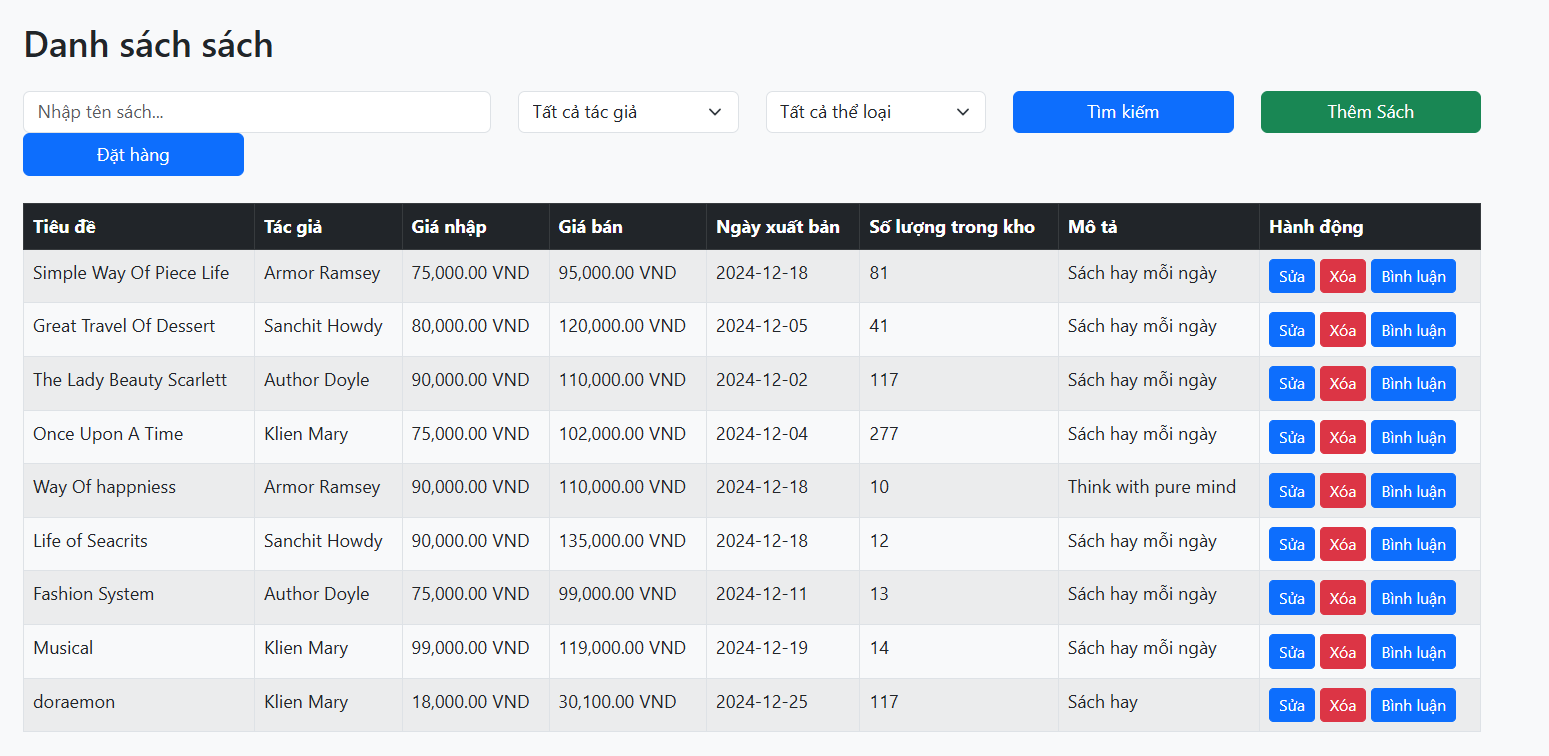 Danh sách sách
Nhập tên sách... Tất cả tác giả Tất cả thể loại Tìm kiếm Thêm Sách
Đặt hàng
Tiêu đề Tác giả Giá nhập Giá bán Ngày xuất bản Số lượng trong kho Mô tả Hành động
Simple Way Of Piece Life Armor Ramsey 75,000.00 VND 95,000.00 VND 2024-12-18 81 Sách hay mỗi ngày Sửa Xóa Bình luận
Great Travel Of Dessert Sanchit Howdy 80,000.00 VND 120,000.00 VND 2024-12-05 41 Sách hay mỗi ngày Sửa Xóa Bình luận
The Lady Beauty Scarlett Author Doyle 90,000.00 VND 110,000.00 VND 2024-12-02 117 Sách hay mỗi ngày Sửa Xóa Bình luận
Once Upon A Time Klien Mary 75,000.00 VND 102,000.00 VND 2024-12-04 277 Sách hay mỗi ngày Sửa Xóa Bình luận
Way Of happniess Armor Ramsey 90,000.00 VND 110,000.00 VND 2024-12-18 10 Think with pure mind Sửa Xóa Bình luận
Life of Seacrits Sanchit Howdy 90,000.00 VND 135,000.00 VND 2024-12-18 12 Sách hay mỗi ngày Sửa Xóa Bình luận
Fashion System Author Doyle 75,000.00 VND 99,000.00 VND 2024-12-11 13 Sách hay mỗi ngày Sửa Xóa Bình luận
Musical Klien Mary 99,000.00 VND 119,000.00 VND 2024-12-19 14 Sách hay mỗi ngày Sửa Xóa Bình luận
doraemon Klien Mary 18,000.00 VND 30,100.00 VND 2024-12-25 117 Sách hay Sửa Xóa Bình luận